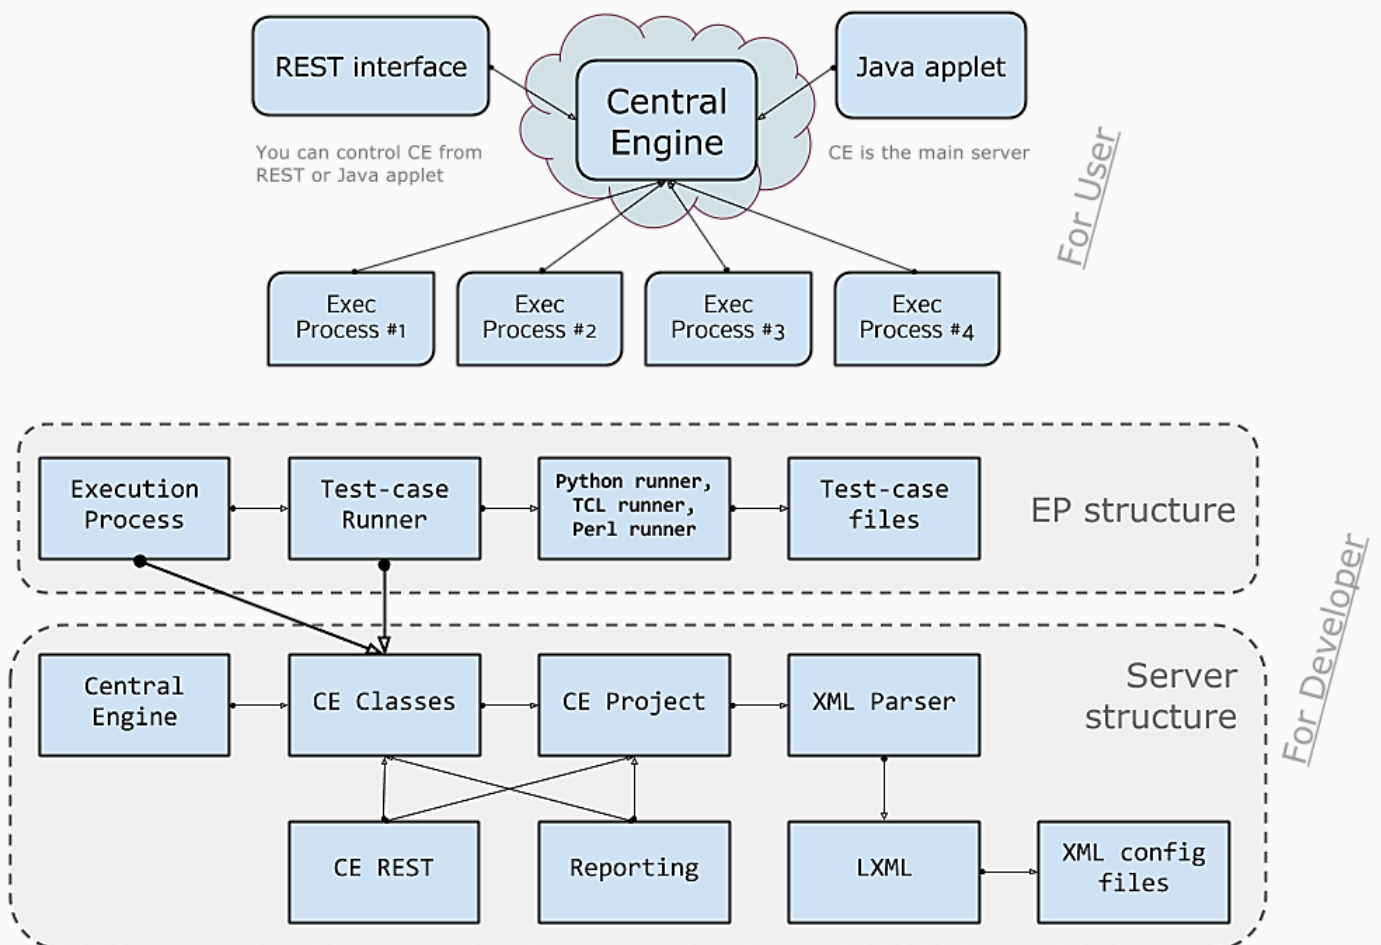 REST interface
Central
Engine
Java applet
You can control CE from
REST or Java applet
CE is the main server
For User
Exec
Process #1
Exec
Process #2
Exec
Process #3
Exec
Process #4
Execution
Process
Test-case
Runner
Python runner,
TCL runner,
Perl runner
Test-case
files
EP structure
For Developer
Central
Engine
CE Classes
CE Project
XML Parser
Server
structure
CE REST
Reporting
LXML
XML config
files